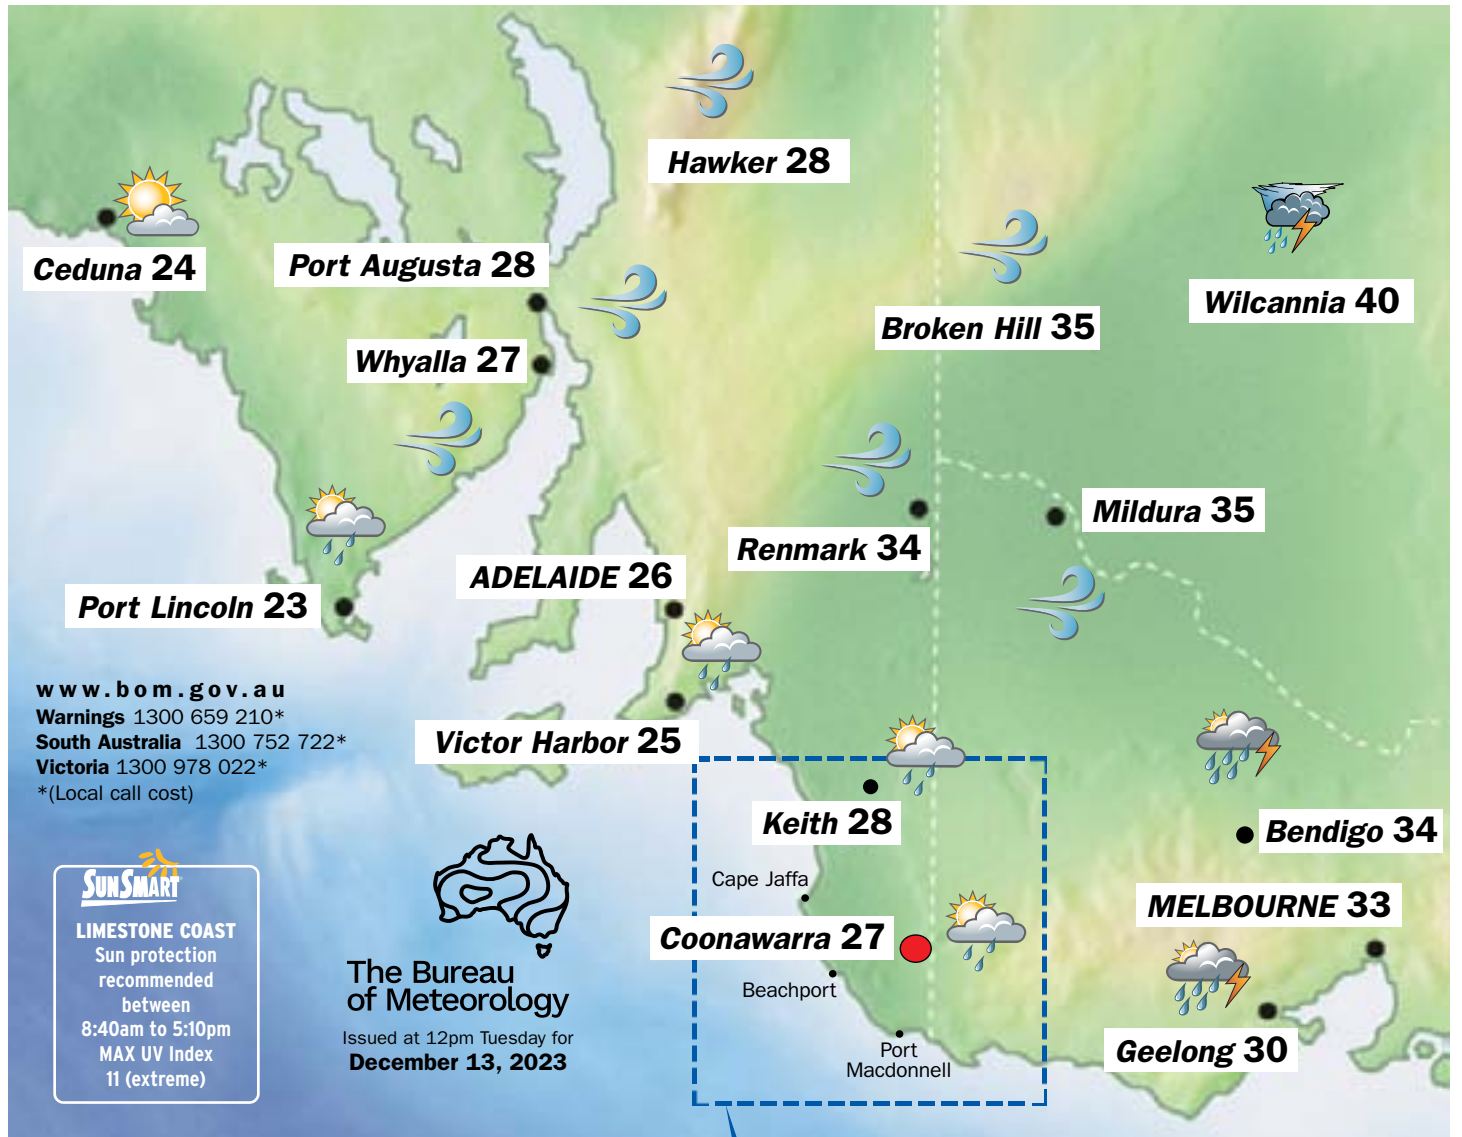 Hawker 28
Ceduna 24
Port Augusta 28
Wilcannia 40
Broken Hill 35
Whyalla 27
Mildura 35
Renmark 34
ADELAIDE 26
Port Lincoln 23
www.bom.gov.au
Warnings 1300 659 210*
South Australia 1300 752 722*
Victoria 1300 978 022*
*(Local call cost)
Victor Harbor 25
Keith 28
Bendigo 34
Cape Jaffa
MELBOURNE 33
Coonawarra 27
Beachport
Port
Macdonnell
Geelong 30
SUNSMART
LIMESTONE COAST
Sun protection
recommended
between
8:40am to 5:10pm
MAX UV Index
11 (extreme)
The Bureau
of Meteorology
Issued at 12pm Tuesday for
December 13, 2023